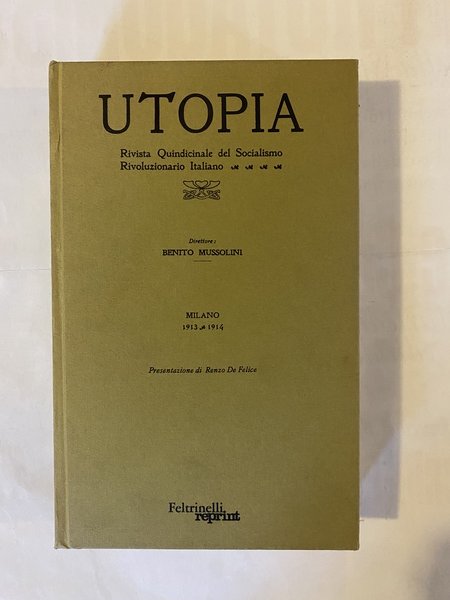 UTOPIA
Rivista Quindicinale del Socialismo
Rivoluzionario Italiano
Direttore:
BENITO MUSSOLINI
MILANO
1913 1914
Presentazione di Renzo De Felice
Feltrinelli
reprint